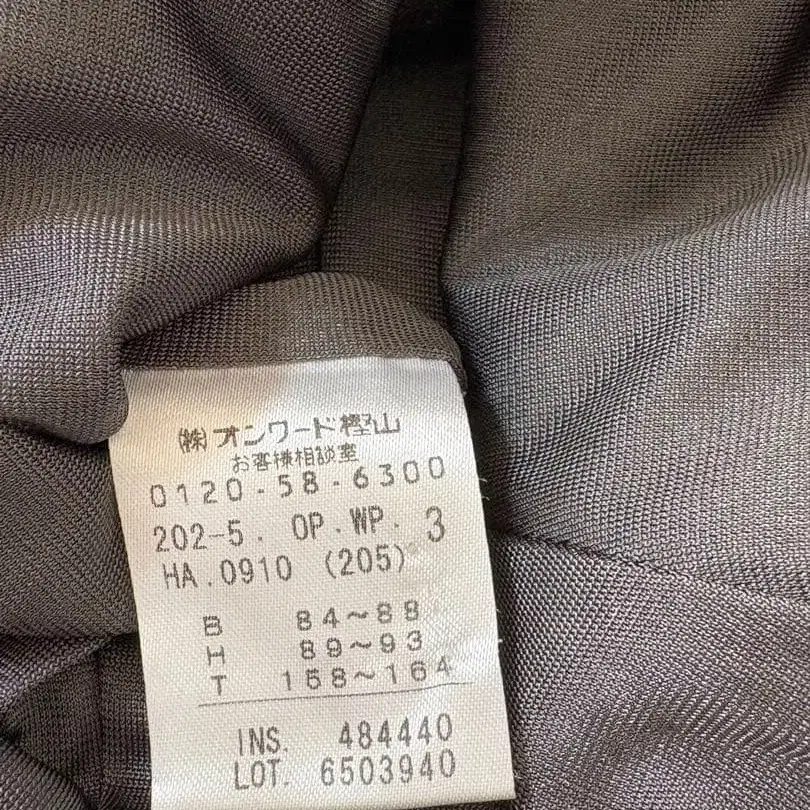 ㈱オンワード樫山
お客様相談室
0120-58-6300
202-5. OP.WP. 3
HA.0910 (205)
B 84~88
H 89~93
T 158~164
INS. 484440
LOT. 6503940